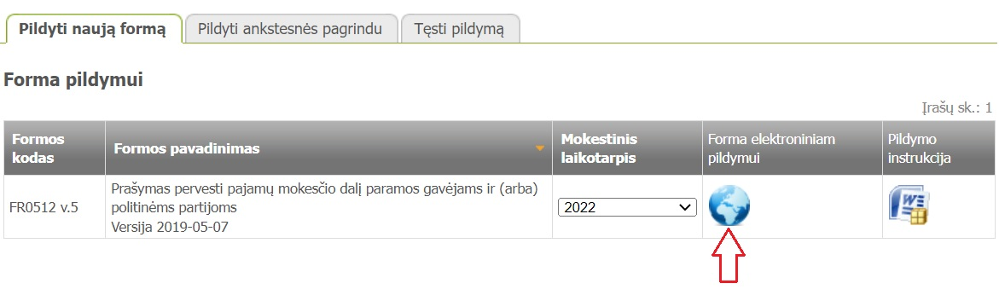 Pildyti naują formą
Pildyti ankstesnės pagrindu
Tęsti pildymą
Forma pildymui
Įrašų sk.: 1
Formos kodas
Formos pavadinimas
Mokestinis laikotarpis
Forma elektroniniam pildymui
Pildymo instrukcija
FR0512 v.5
Prašymas pervesti pajamų mokesčio dalį paramos gavėjams ir (arba)
politinėms partijoms
Versija 2019-05-07
2022